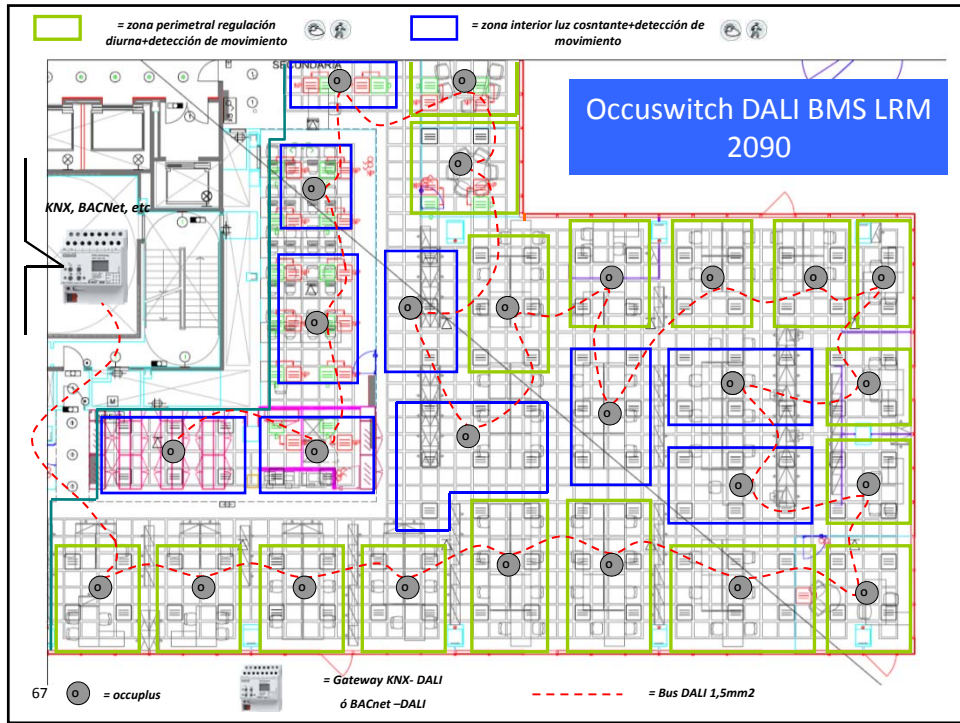 = zona perimetral regulación
diurna+detección de movimiento
= zona interior luz cosntante+detección de
movimiento
SECUNDARIA
Occuswitch DALI BMS LRM
2090
KNX, BACNet, etc
M
67
O = occuplus
= Gateway KNX- DALI
ó BACnet –DALI
= Bus DALI 1,5mm2